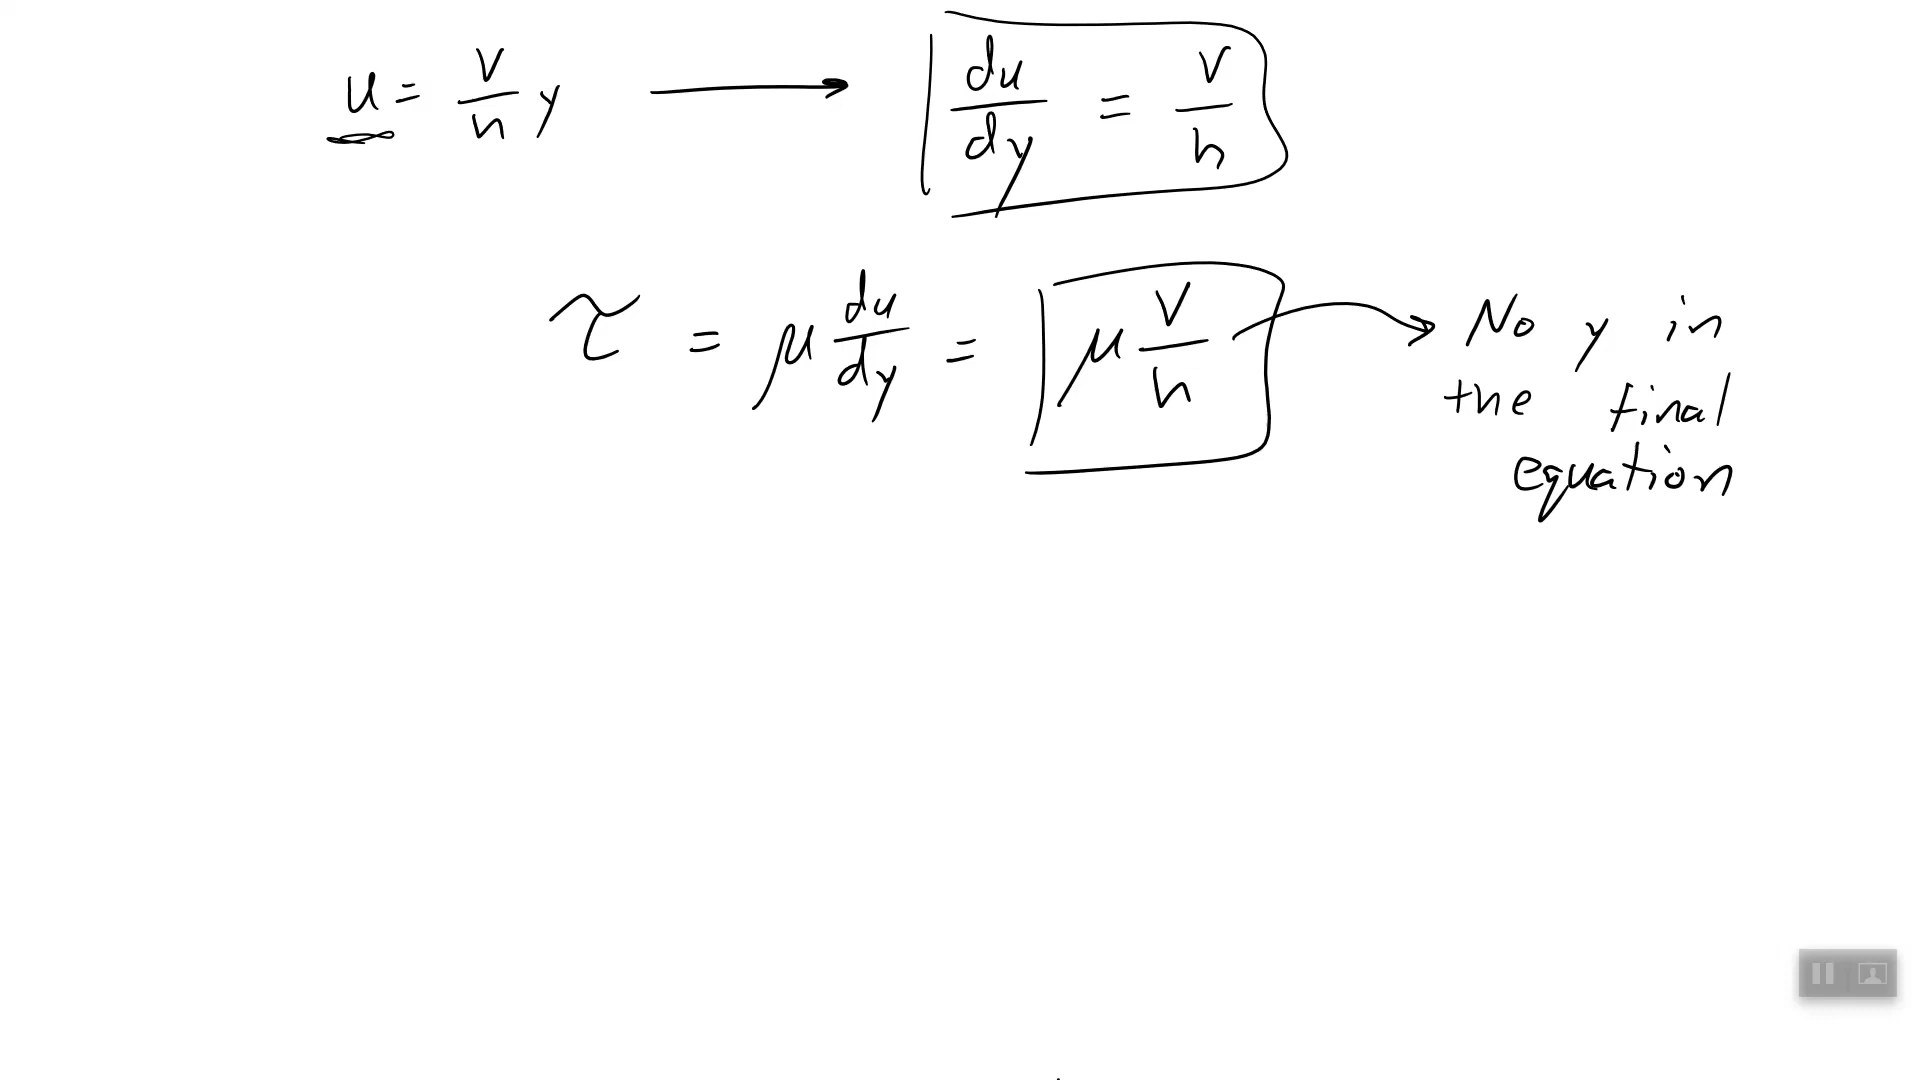 u = V/h y → du/dy = V/h
τ = μ du/dy = μ V/h → No y in
the final
equation